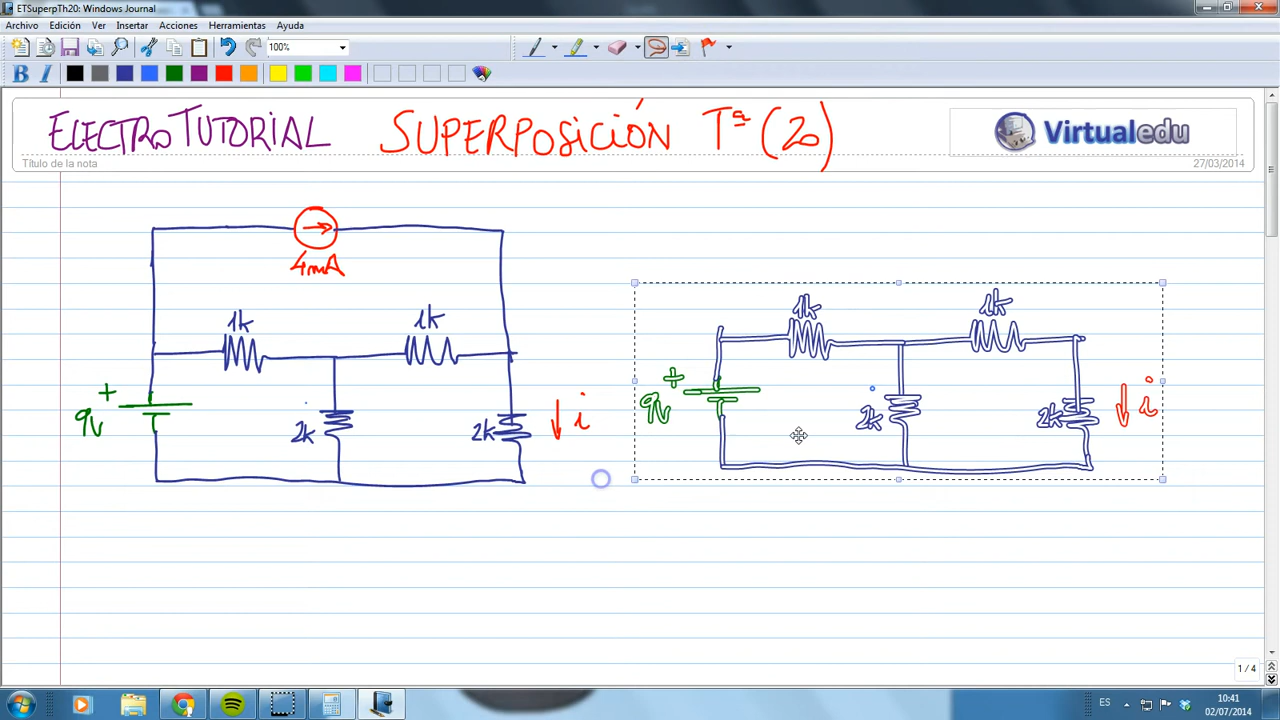 ETSuperpTh20: Windows Journal
Archivo Edición Ver Insertar Acciones Herramientas Ayuda
100%
B I
ELECTROTUTORIAL SUPERPOSICIÓN Tª (20)
Virtualedu
Título de la nota
27/03/2014
4mA
1k 1k
+
9V
2k
2k
i
1k 1k
+
9V
2k
2k
i
1 / 4
ES
10:41
02/07/2014